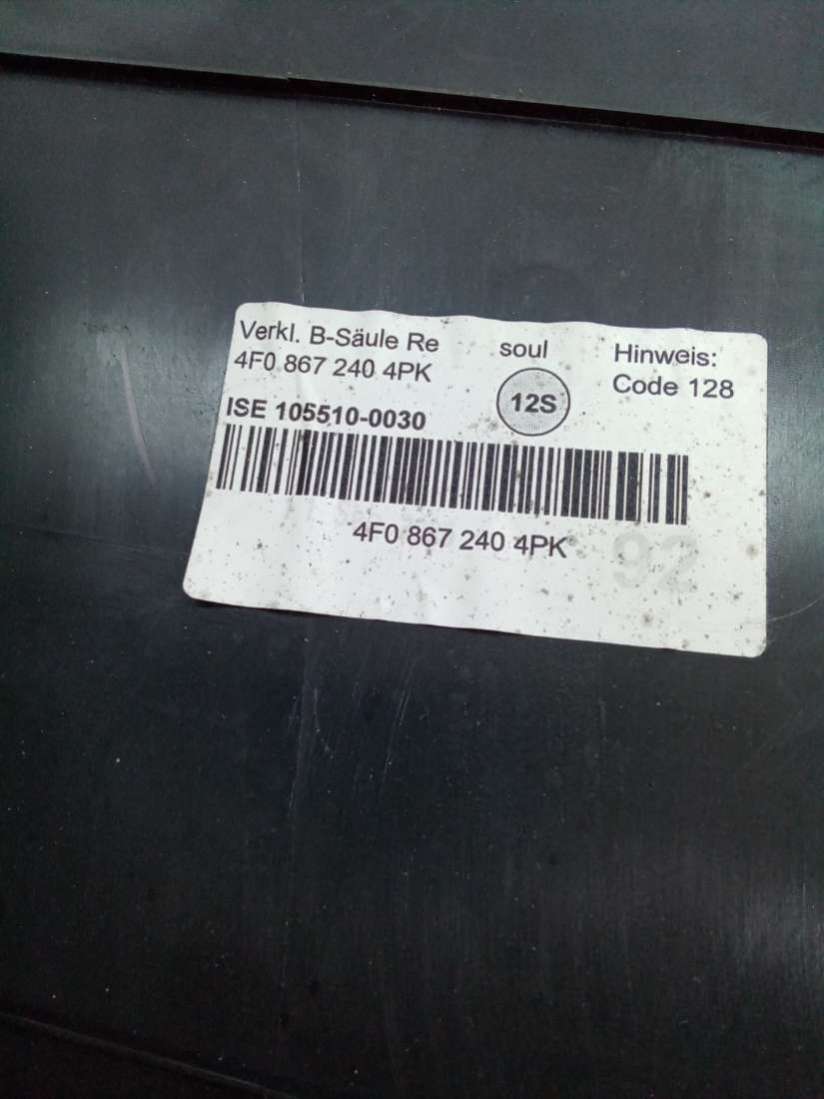 Verkl. B-Säule Re
4F0 867 240 4PK
soul
12S
Hinweis:
Code 128
ISE 105510-0030
4F0 867 240 4PK
92